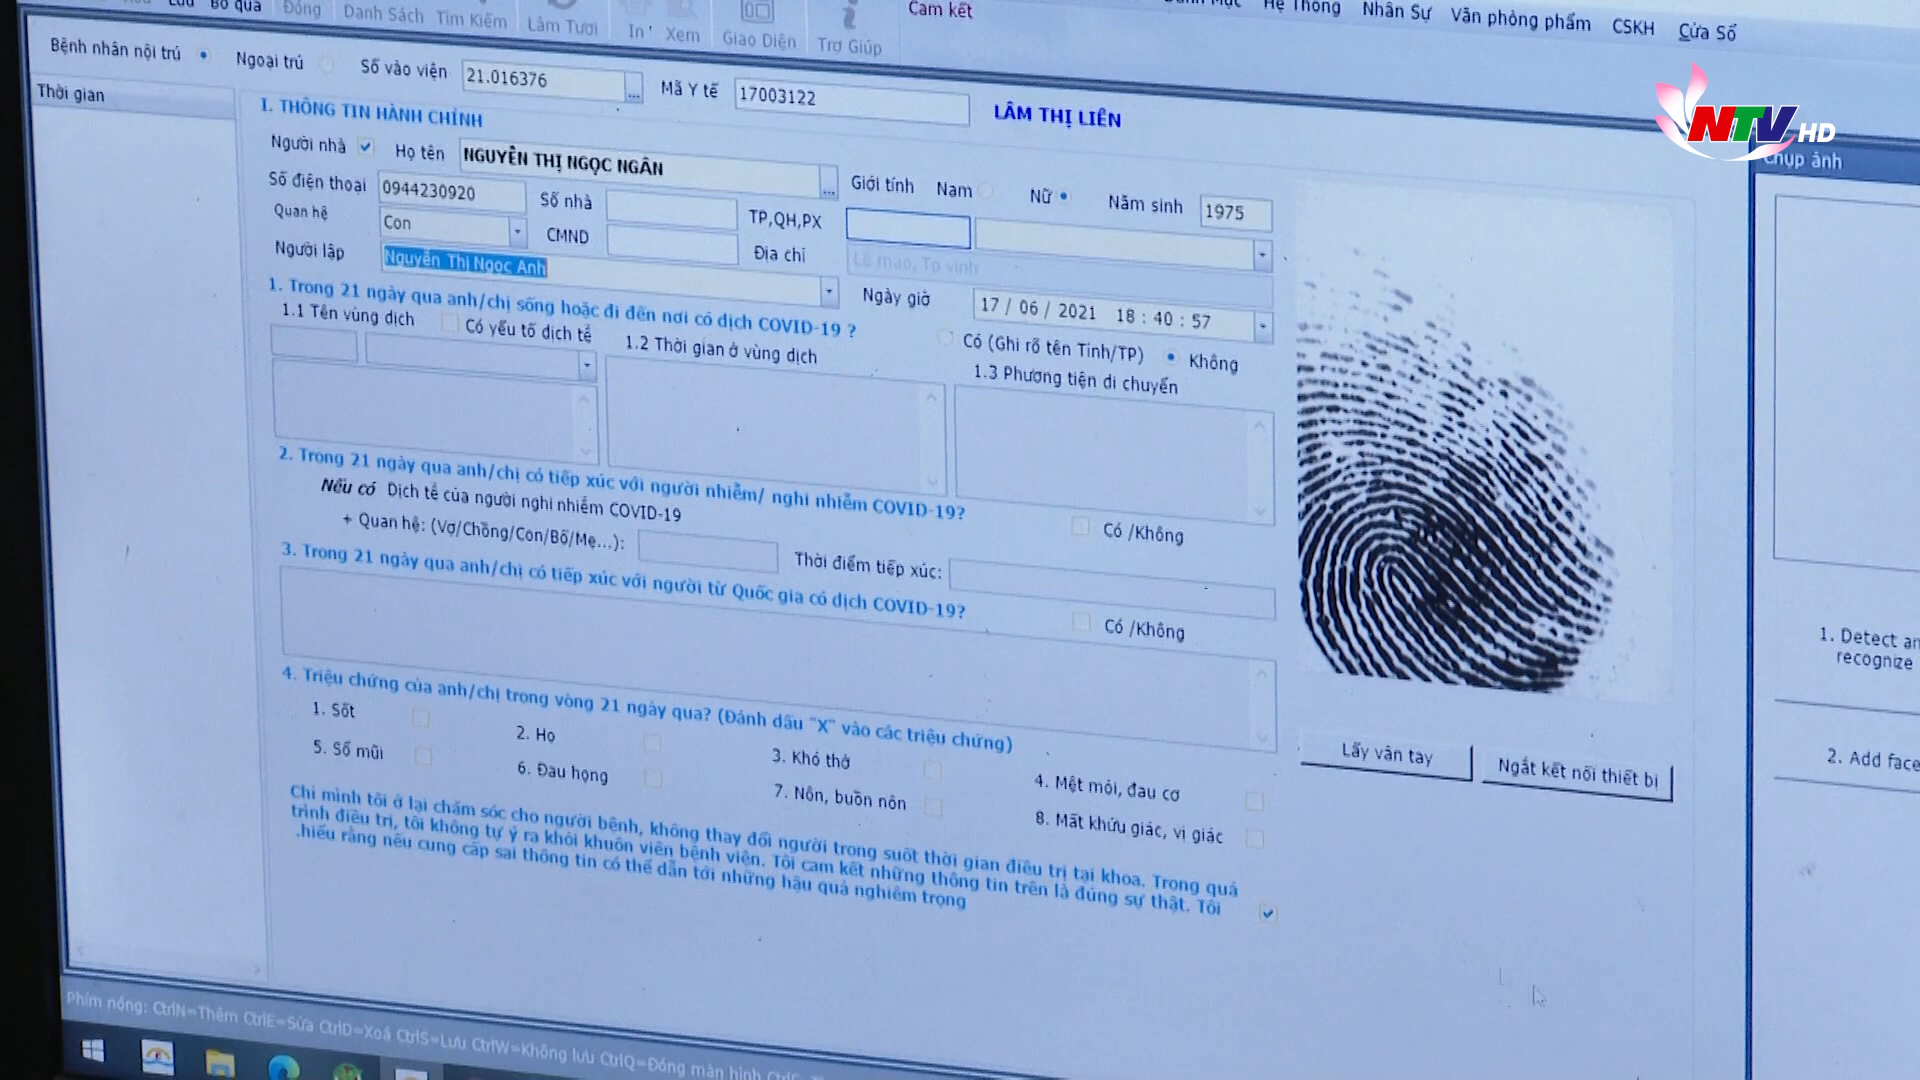 Bỏ qua Đóng Danh Sách Tìm Kiếm Làm Tươi In Xem Giao Diện Trợ Giúp Cam kết Hệ Thống Nhân Sự Văn phòng phẩm CSKH Cửa Sổ
Bệnh nhân nội trú Ngoại trú Số vào viện 21.016376 ... Mã Y tế 17003122 LÂM THỊ LIÊN
NTV HD
Thời gian
Chụp ảnh
I. THÔNG TIN HÀNH CHÍNH
Người nhà Họ tên NGUYỄN THỊ NGỌC NGÂN ... Giới tính Nam Nữ Năm sinh 1975
Số điện thoại 0944230920 Số nhà TP,QH,PX
Quan hệ Con CMND Địa chỉ Lê mao, Tp vinh
Người lập Nguyễn Thị Ngọc Anh Ngày giờ 17 / 06 / 2021 18 : 40 : 57
1. Trong 21 ngày qua anh/chị sống hoặc đi đến nơi có dịch COVID-19 ? Có (Ghi rõ tên Tỉnh/TP) Không
1.1 Tên vùng dịch Có yếu tố dịch tễ 1.2 Thời gian ở vùng dịch 1.3 Phương tiện di chuyển
2. Trong 21 ngày qua anh/chị có tiếp xúc với người nhiễm/ nghi nhiễm COVID-19? Có /Không
Nếu có Dịch tễ của người nghi nhiễm COVID-19
+ Quan hệ: (Vợ/Chồng/Con/Bố/Mẹ...): Thời điểm tiếp xúc:
3. Trong 21 ngày qua anh/chị có tiếp xúc với người từ Quốc gia có dịch COVID-19? Có /Không
4. Triệu chứng của anh/chị trong vòng 21 ngày qua? (Đánh dấu "X" vào các triệu chứng)
1. Sốt 2. Ho 3. Khó thở 4. Mệt mỏi, đau cơ
5. Sổ mũi 6. Đau họng 7. Nôn, buồn nôn 8. Mất khứu giác, vị giác
Chỉ mình tôi ở lại chăm sóc cho người bệnh, không thay đổi người trong suốt thời gian điều trị tại khoa. Trong quá
trình điều trị, tôi không tự ý ra khỏi khuôn viên bệnh viện. Tôi cam kết những thông tin trên là đúng sự thật. Tôi
.hiểu rằng nếu cung cấp sai thông tin có thể dẫn tới những hậu quả nghiêm trọng
Lấy vân tay Ngắt kết nối thiết bị
1. Detect an
recognize
2. Add face
Phím nóng: CtrlN=Thêm CtrlE=Sửa CtrlD=Xoá CtrlS=Lưu CtrlW=Không lưu CtrlQ=Đóng màn hình